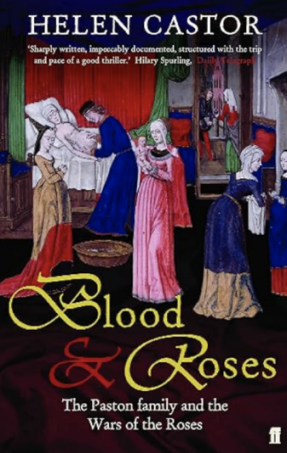 HELEN CASTOR
'Sharply written, impeccably documented, structured with the trip
and pace of a good thriller.' Hilary Spurling, Daily Telegraph
Blood
& Roses
The Paston family and the
Wars of the Roses
ff